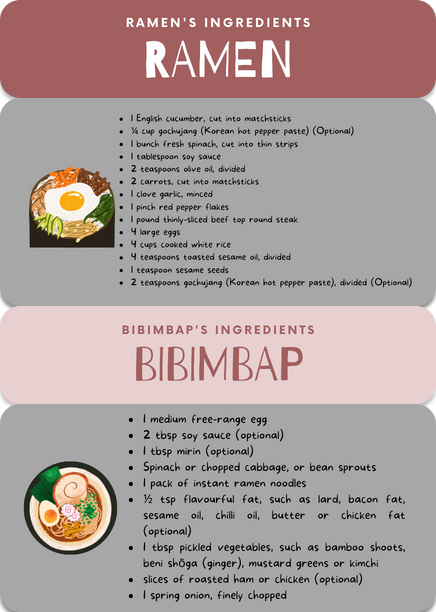 RAMEN'S INGREDIENTS
RAMEN
• 1 English cucumber, cut into matchsticks
• ¼ cup gochujang (Korean hot pepper paste) (Optional)
• 1 bunch fresh spinach, cut into thin strips
• 1 tablespoon soy sauce
• 2 teaspoons olive oil, divided
• 2 carrots, cut into matchsticks
• 1 clove garlic, minced
• 1 pinch red pepper flakes
• 1 pound thinly-sliced beef top round steak
• 4 large eggs
• 4 cups cooked white rice
• 4 teaspoons toasted sesame oil, divided
• 1 teaspoon sesame seeds
• 2 teaspoons gochujang (Korean hot pepper paste), divided (Optional)
BIBIMBAP'S INGREDIENTS
BIBIMBAP
• 1 medium free-range egg
• 2 tbsp soy sauce (optional)
• 1 tbsp mirin (optional)
• Spinach or chopped cabbage, or bean sprouts
• 1 pack of instant ramen noodles
• ½ tsp flavourful fat, such as lard, bacon fat,
sesame oil, chilli oil, butter or chicken fat
(optional)
• 1 tbsp pickled vegetables, such as bamboo shoots,
beni shōga (ginger), mustard greens or kimchi
• slices of roasted ham or chicken (optional)
• 1 spring onion, finely chopped